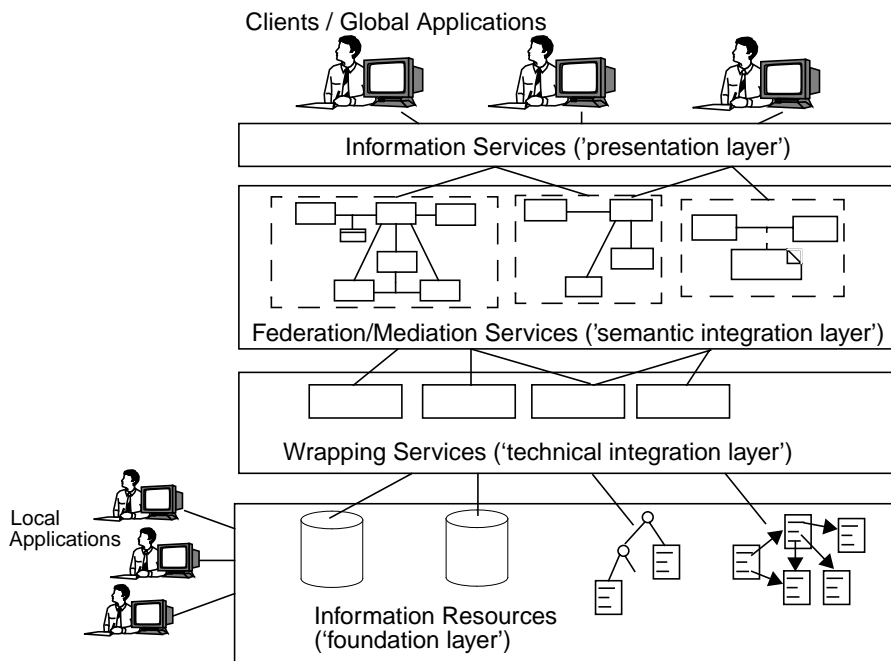 Clients / Global Applications
Information Services ('presentation layer')
Federation/Mediation Services ('semantic integration layer')
Wrapping Services (‘technical integration layer’)
Local
Applications
Information Resources
(‘foundation layer’)